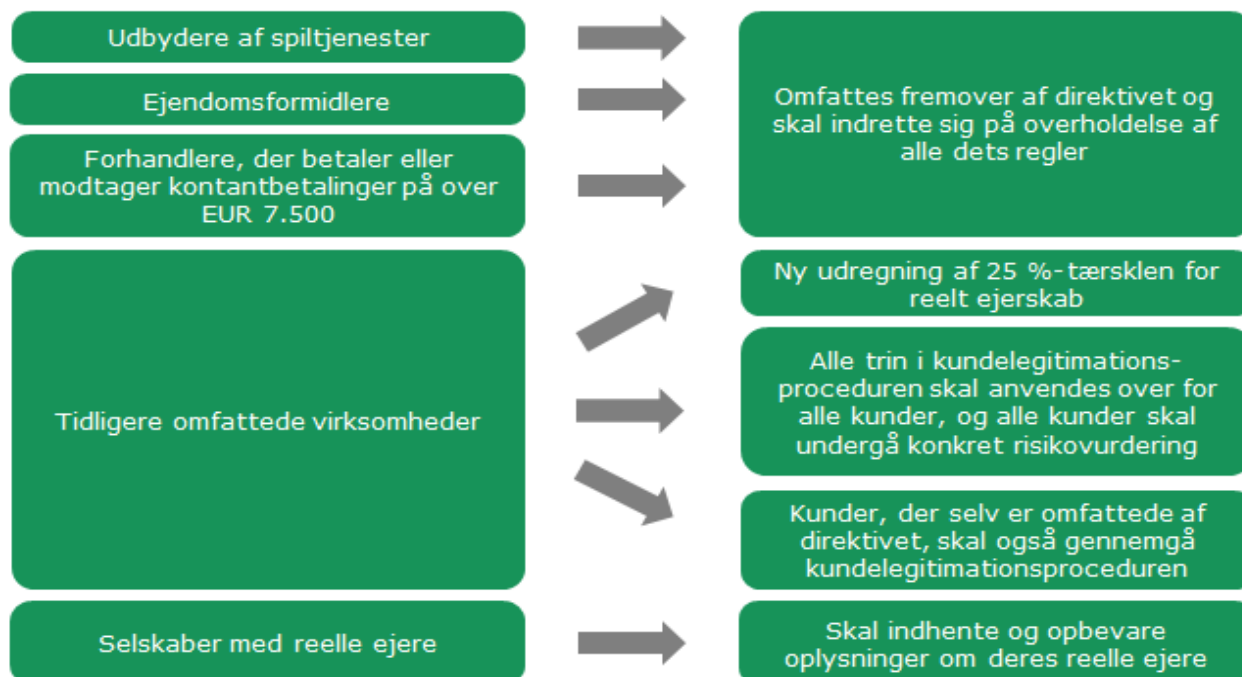 Udbydere af spiltjenester
Ejendomsformidlere
Forhandlere, der betaler eller
modtager kontantbetalinger på over
EUR 7.500
Omfattes fremover af direktivet og
skal indrette sig på overholdelse af
alle dets regler
Tidligere omfattede virksomheder
Ny udregning af 25 %-tærsklen for
reelt ejerskab
Alle trin i kundelegitimations-
proceduren skal anvendes over for
alle kunder, og alle kunder skal
undergå konkret risikovurdering
Kunder, der selv er omfattede af
direktivet, skal også gennemgå
kundelegitimationsproceduren
Selskaber med reelle ejere
Skal indhente og opbevare
oplysninger om deres reelle ejere